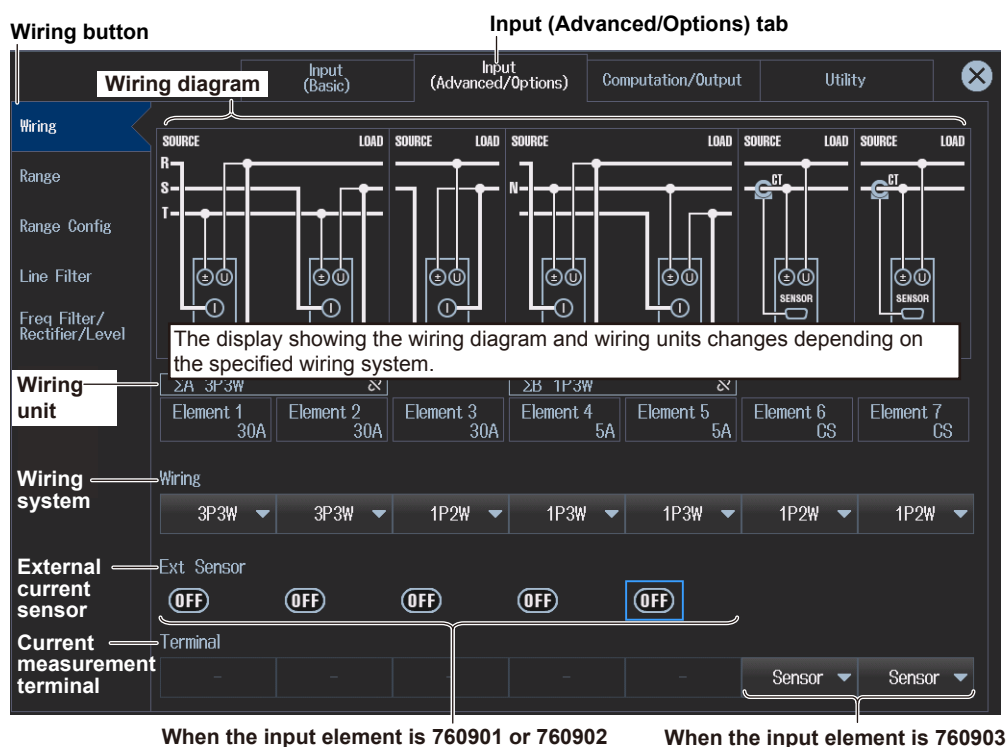 Wiring button
Input (Advanced/Options) tab
Wiring diagram
Input
(Basic)
Input
(Advanced/Options)
Computation/Output
Utility
Wiring
Range
Range Config
Line Filter
Freq Filter/
Rectifier/Level
SOURCE LOAD SOURCE LOAD SOURCE LOAD SOURCE LOAD SOURCE LOAD
R
S
T
N
CT CT
± U ± U ± U ± U ± U ± U ± U
I I I I I
SENSOR SENSOR
The display showing the wiring diagram and wiring units changes depending on
the specified wiring system.
Wiring
unit
ΣA 3P3W
ΣB 1P3W
Element 1 Element 2 Element 3 Element 4 Element 5 Element 6 Element 7
30A 30A 30A 5A 5A CS CS
Wiring
system
Wiring
3P3W 3P3W 1P2W 1P3W 1P3W 1P2W 1P2W
External
current
sensor
Ext Sensor
OFF OFF OFF OFF OFF
Current
measurement
terminal
Terminal
– – – – – Sensor Sensor
When the input element is 760901 or 760902
When the input element is 760903